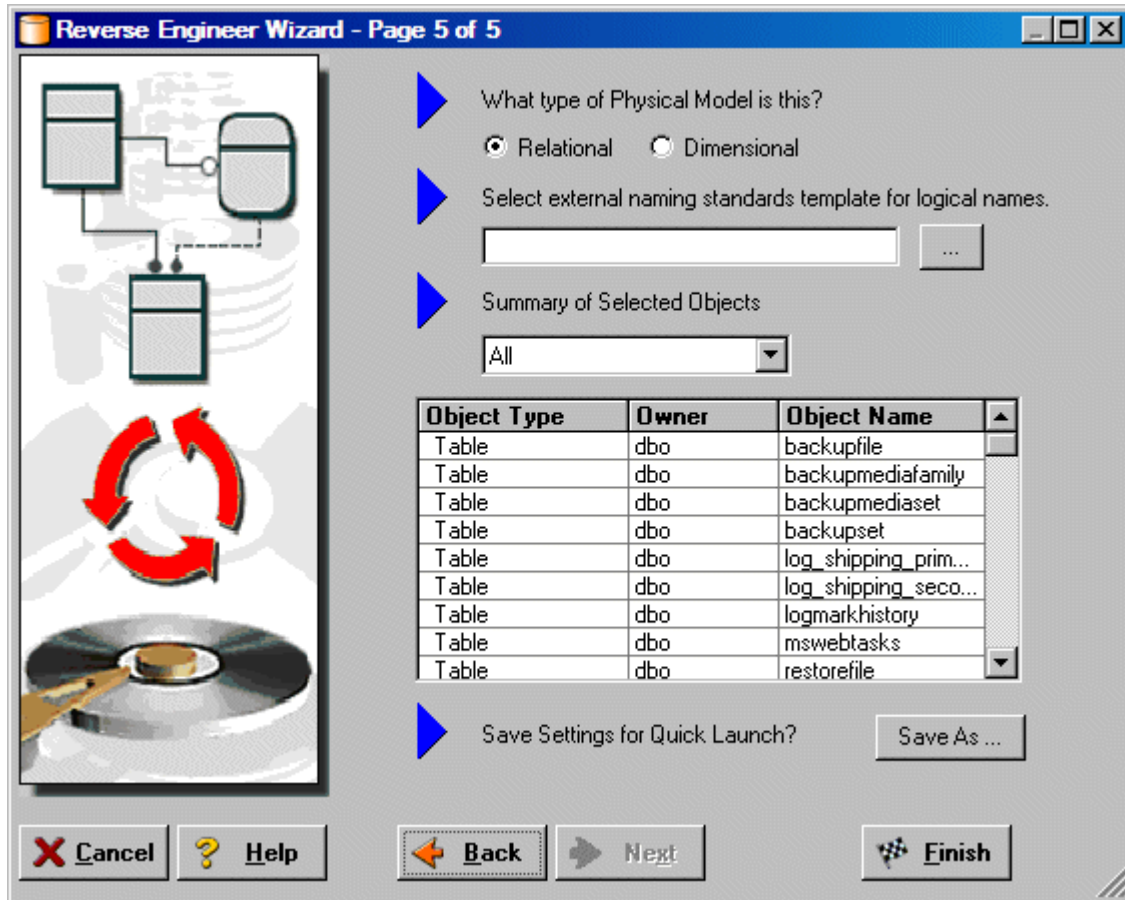 Reverse Engineer Wizard - Page 5 of 5
What type of Physical Model is this?
Relational Dimensional
Select external naming standards template for logical names.
...
Summary of Selected Objects
All
Object Type Owner Object Name
Table dbo backupfile
Table dbo backupmediafamily
Table dbo backupmediaset
Table dbo backupset
Table dbo log_shipping_prim...
Table dbo log_shipping_seco...
Table dbo logmarkhistory
Table dbo mswebtasks
Table dbo restorefile
Save Settings for Quick Launch? Save As ...
Cancel ? Help Back Next Finish